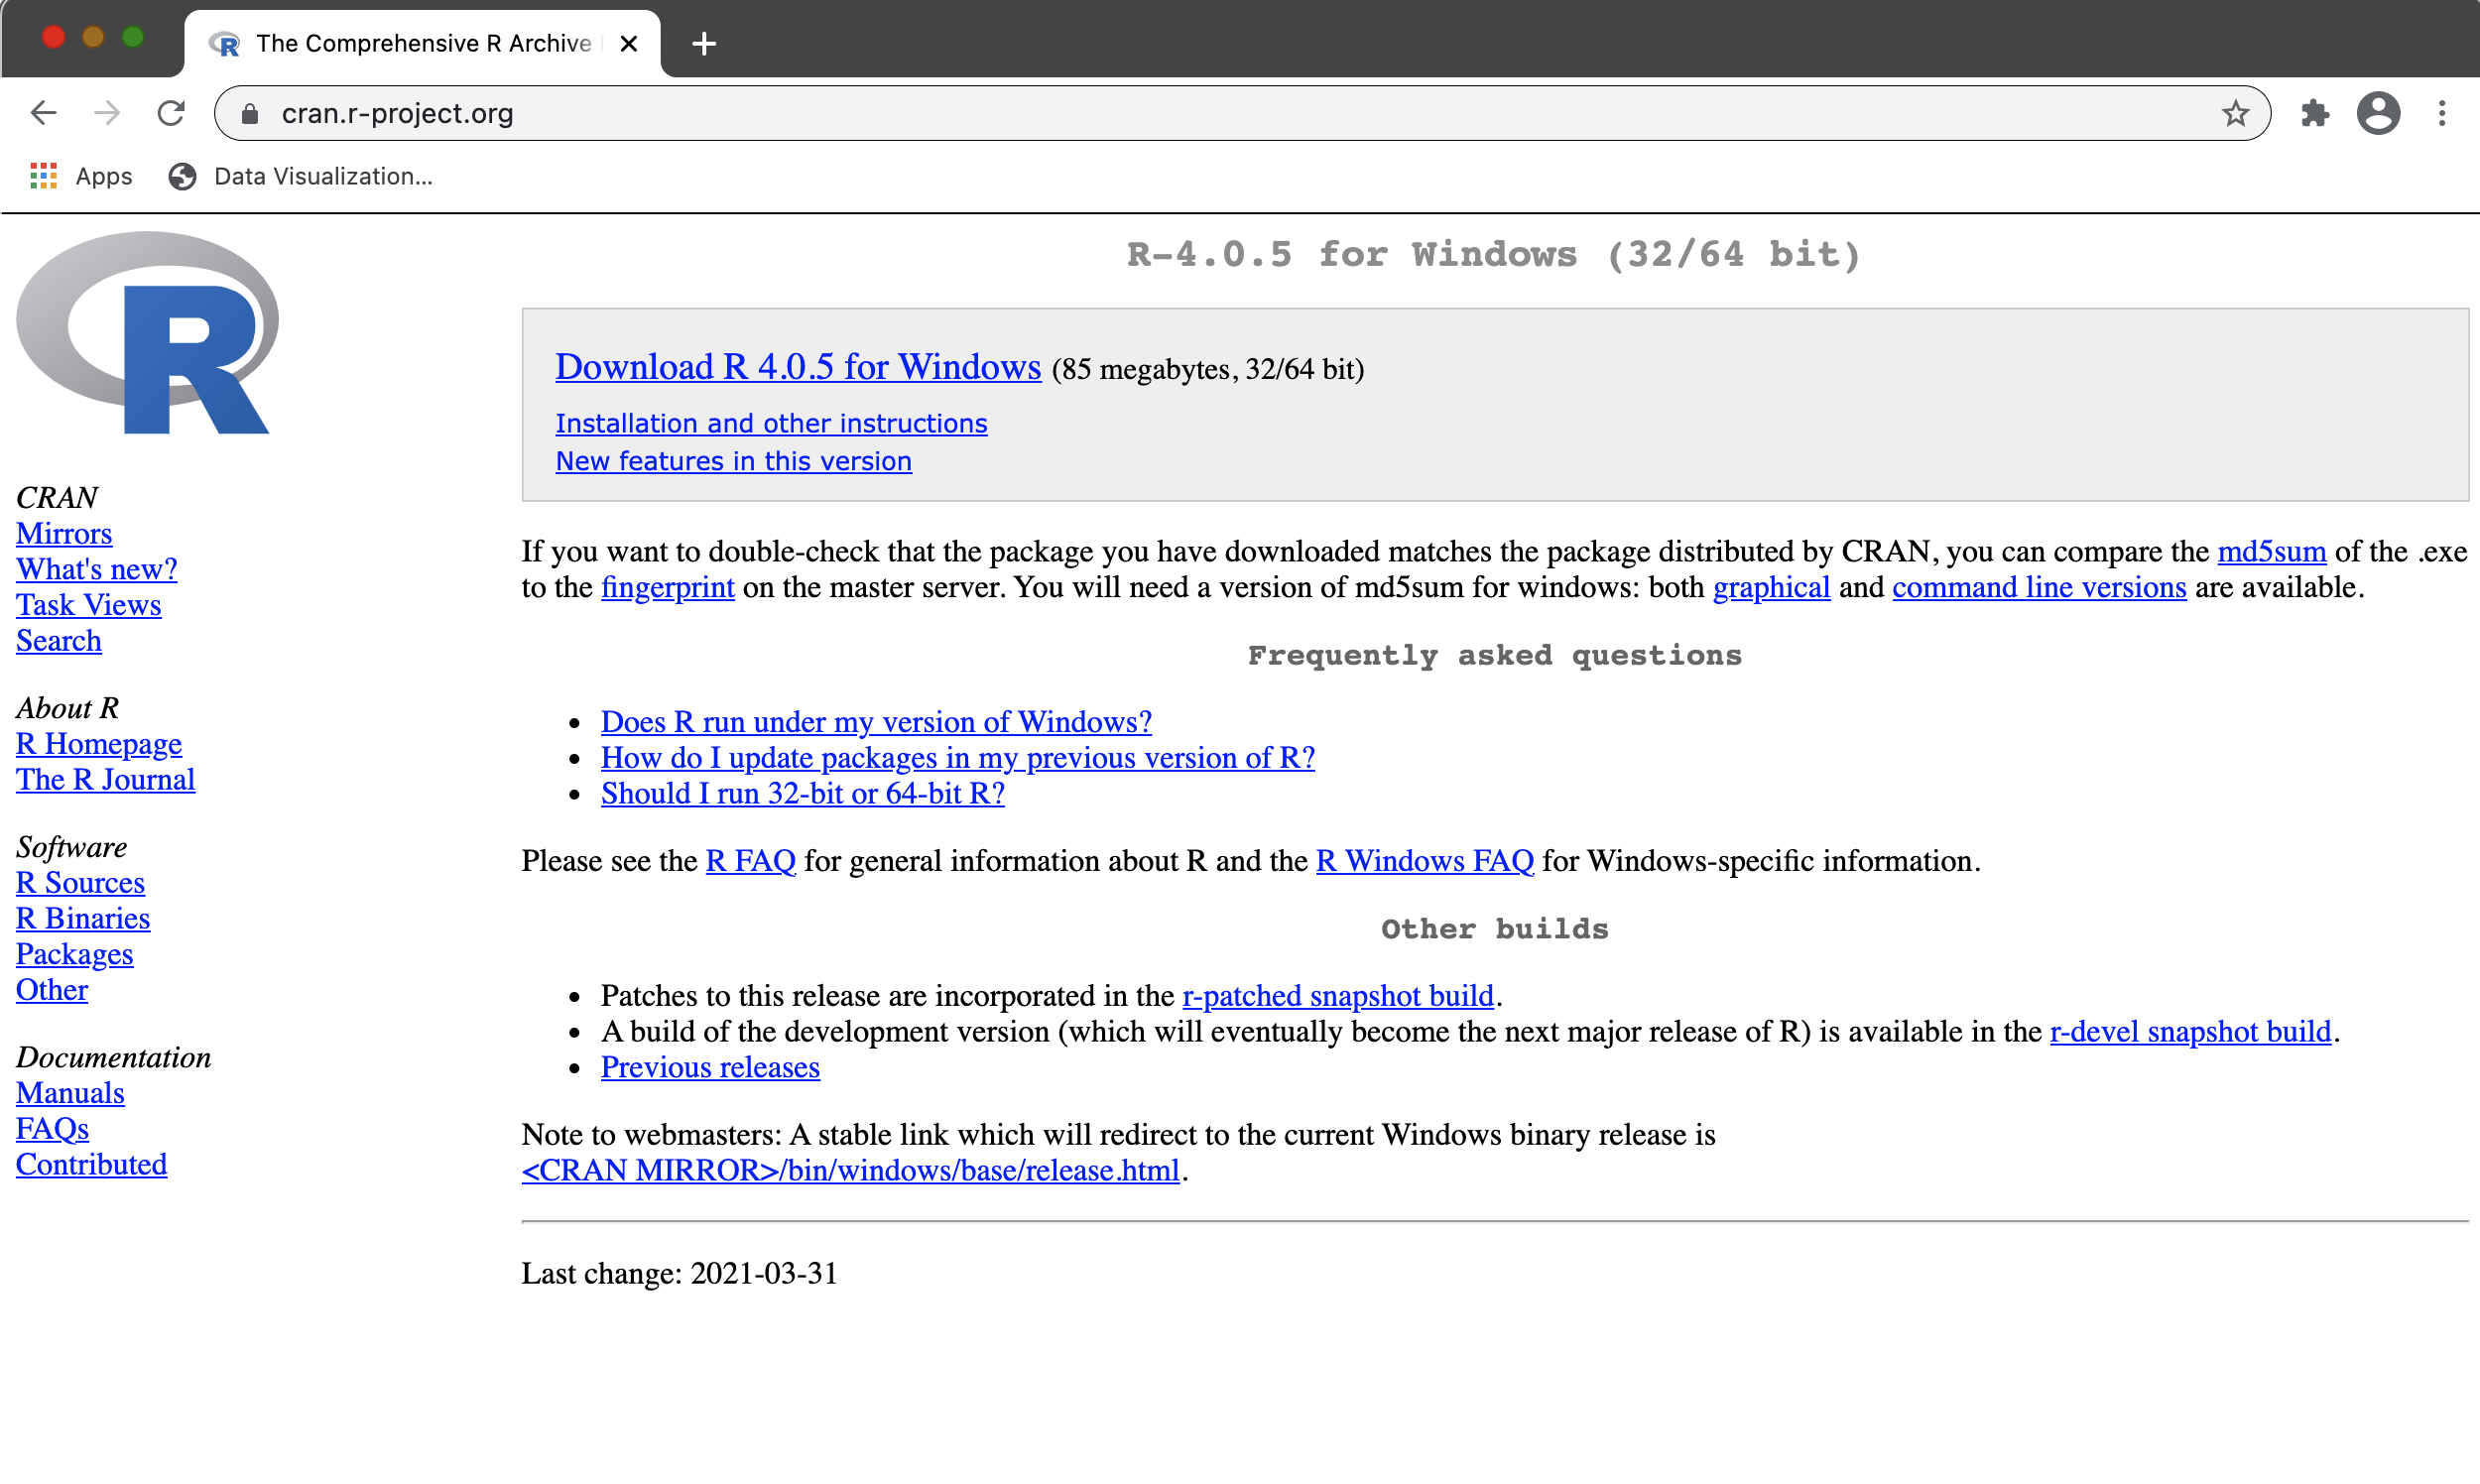 The Comprehensive R Archive
cran.r-project.org
Apps
Data Visualization...
R
R-4.0.5 for Windows (32/64 bit)
Download R 4.0.5 for Windows (85 megabytes, 32/64 bit)
Installation and other instructions
New features in this version
CRAN
Mirrors
What's new?
Task Views
Search
About R
R Homepage
The R Journal
Software
R Sources
R Binaries
Packages
Other
Documentation
Manuals
FAQs
Contributed
If you want to double-check that the package you have downloaded matches the package distributed by CRAN, you can compare the md5sum of the .exe
to the fingerprint on the master server. You will need a version of md5sum for windows: both graphical and command line versions are available.
Frequently asked questions
Does R run under my version of Windows?
How do I update packages in my previous version of R?
Should I run 32-bit or 64-bit R?
Please see the R FAQ for general information about R and the R Windows FAQ for Windows-specific information.
Other builds
Patches to this release are incorporated in the r-patched snapshot build.
A build of the development version (which will eventually become the next major release of R) is available in the r-devel snapshot build.
Previous releases
Note to webmasters: A stable link which will redirect to the current Windows binary release is
<CRAN MIRROR>/bin/windows/base/release.html.
Last change: 2021-03-31